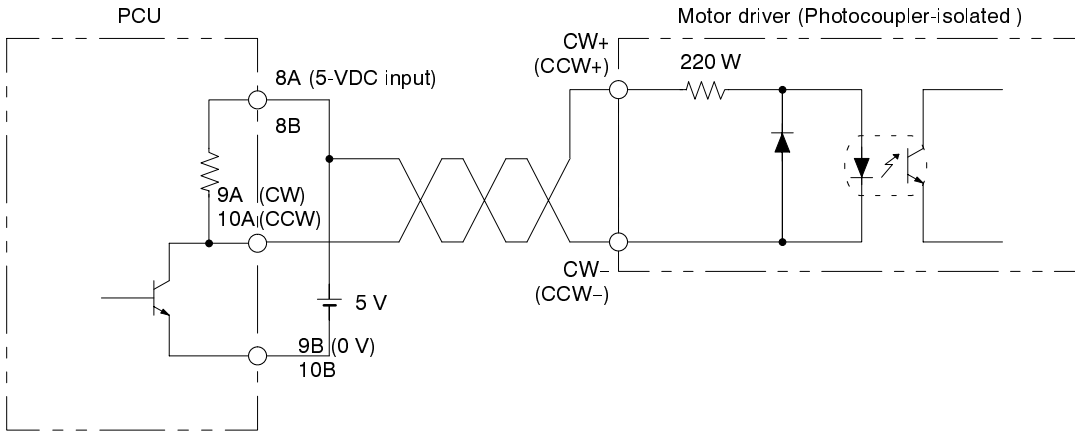 PCU
Motor driver (Photocoupler-isolated )
CW+
(CCW+)
220 W
8A (5-VDC input)
8B
9A (CW)
10A(CCW)
CW–
(CCW–)
5 V
9B (0 V)
10B